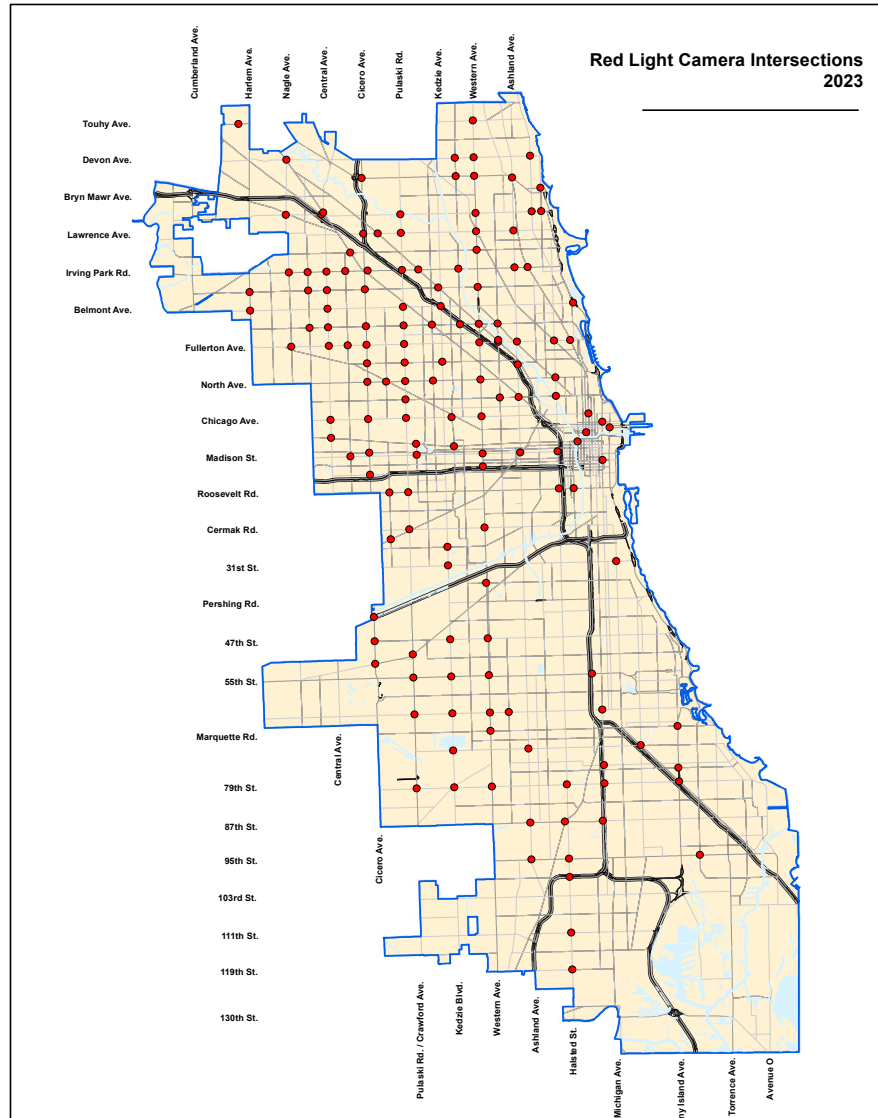 Red Light Camera Intersections
2023
Cumberland Ave.
Harlem Ave.
Nagle Ave.
Central Ave.
Cicero Ave.
Pulaski Rd.
Kedzie Ave.
Western Ave.
Ashland Ave.
Touhy Ave.
Devon Ave.
Bryn Mawr Ave.
Lawrence Ave.
Irving Park Rd.
Belmont Ave.
Fullerton Ave.
North Ave.
Chicago Ave.
Madison St.
Roosevelt Rd.
Cermak Rd.
31st St.
Pershing Rd.
47th St.
55th St.
Marquette Rd.
Central Ave.
79th St.
87th St.
Cicero Ave.
95th St.
103rd St.
111th St.
119th St.
130th St.
Pulaski Rd. / Crawford Ave.
Kedzie Blvd.
Western Ave.
Ashland Ave.
Halsted St.
Michigan Ave.
ny Island Ave.
Torrence Ave.
Avenue O